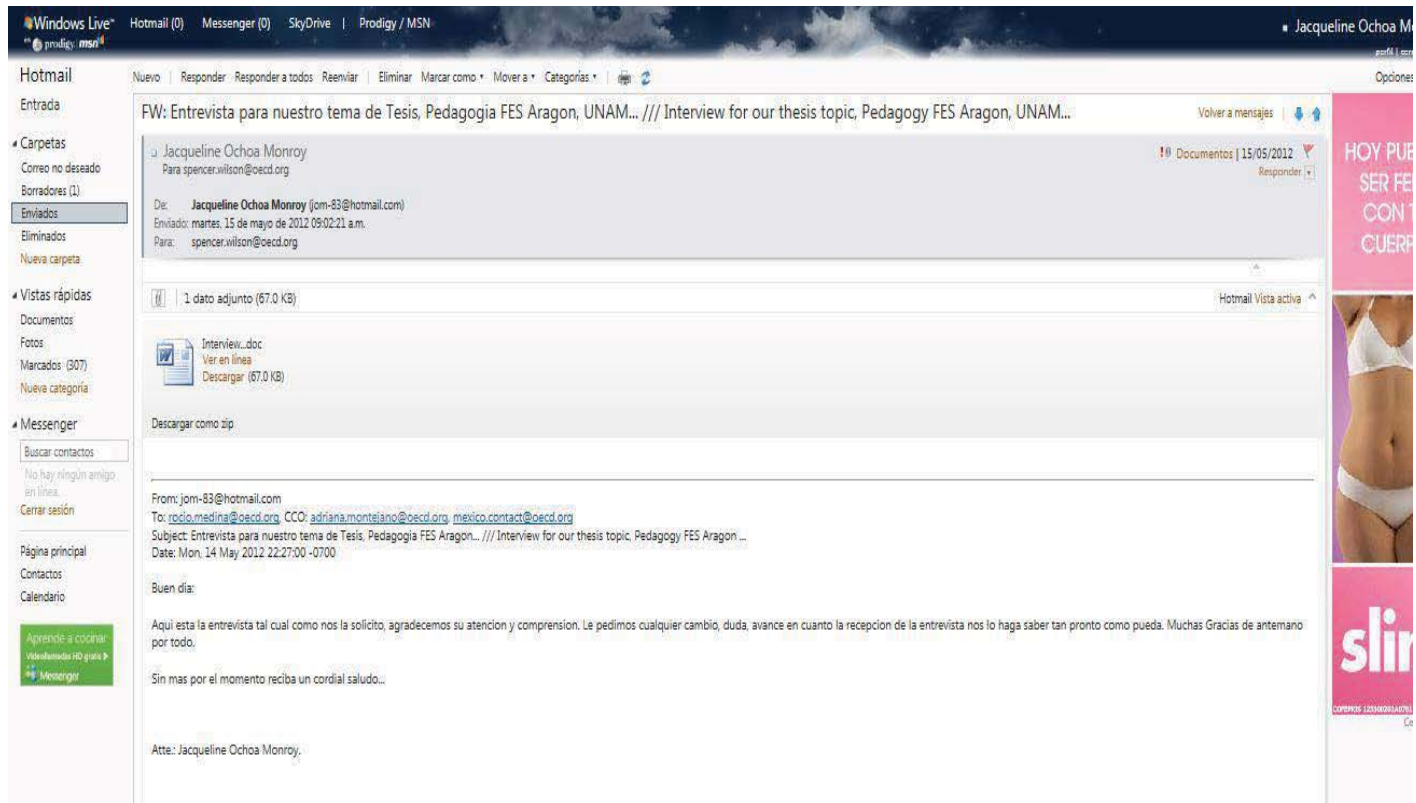 Windows Live™ Hotmail (0) Messenger (0) SkyDrive | Prodigy / MSN
prodigy msn
Jacqueline Ochoa Mo
perfil |
Hotmail
Nuevo | Responder Responder a todos Reenviar | Eliminar Marcar como Mover a Categorías
Opciones
Entrada
Carpetas
Correo no deseado
Borradores (1)
Enviados
Eliminados
Nueva carpeta
Vistas rápidas
Documentos
Fotos
Marcados (307)
Nueva categoría
Messenger
Buscar contactos
No hay ningún amigo
en línea.
Cerrar sesión
Página principal
Contactos
Calendario
Aprende a cocinar
Videollamadas HD gratis
Messenger
FW: Entrevista para nuestro tema de Tesis, Pedagogia FES Aragon, UNAM... /// Interview for our thesis topic, Pedagogy FES Aragon, UNAM...
Volver a mensajes
Jacqueline Ochoa Monroy
Para spencer.wilson@oecd.org
Documentos | 15/05/2012
Responder
De: Jacqueline Ochoa Monroy (jom-83@hotmail.com)
Enviado: martes, 15 de mayo de 2012 09:02:21 a.m.
Para: spencer.wilson@oecd.org
1 dato adjunto (67.0 KB)
Hotmail Vista activa
Interview...doc
Ver en línea
Descargar (67.0 KB)
Descargar como zip
From: jom-83@hotmail.com
To: rocio.medina@oecd.org, CCO: adriana.montejano@oecd.org, mexico.contact@oecd.org
Subject: Entrevista para nuestro tema de Tesis, Pedagogia FES Aragon... /// Interview for our thesis topic, Pedagogy FES Aragon ...
Date: Mon, 14 May 2012 22:27:00 -0700
Buen dia:
Aqui esta la entrevista tal cual como nos la solicito, agradecemos su atencion y comprension. Le pedimos cualquier cambio, duda, avance en cuanto la recepcion de la entrevista nos lo haga saber tan pronto como pueda. Muchas Gracias de antemano
por todo.
Sin mas por el momento reciba un cordial saludo...
Atte.: Jacqueline Ochoa Monroy.
HOY PUE
SER FE
CON T
CUERP
slim